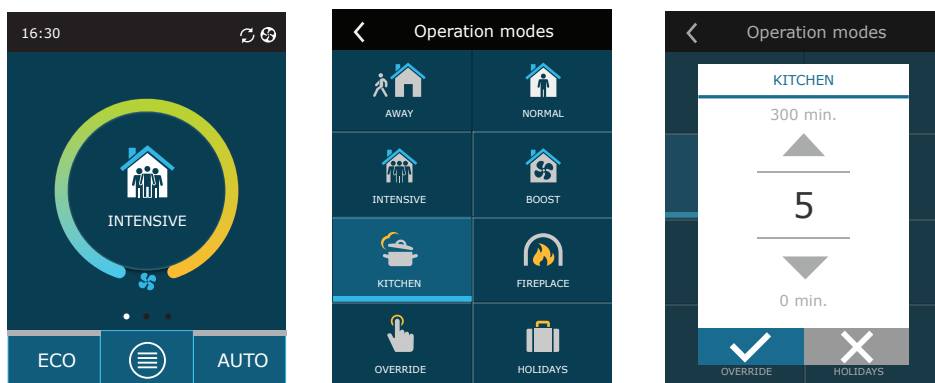 16:30
INTENSIVE
ECO
AUTO
Operation modes
AWAY
NORMAL
INTENSIVE
BOOST
KITCHEN
FIREPLACE
OVERRIDE
HOLIDAYS
Operation modes
KITCHEN
300 min.
5
0 min.
OVERRIDE
HOLIDAYS